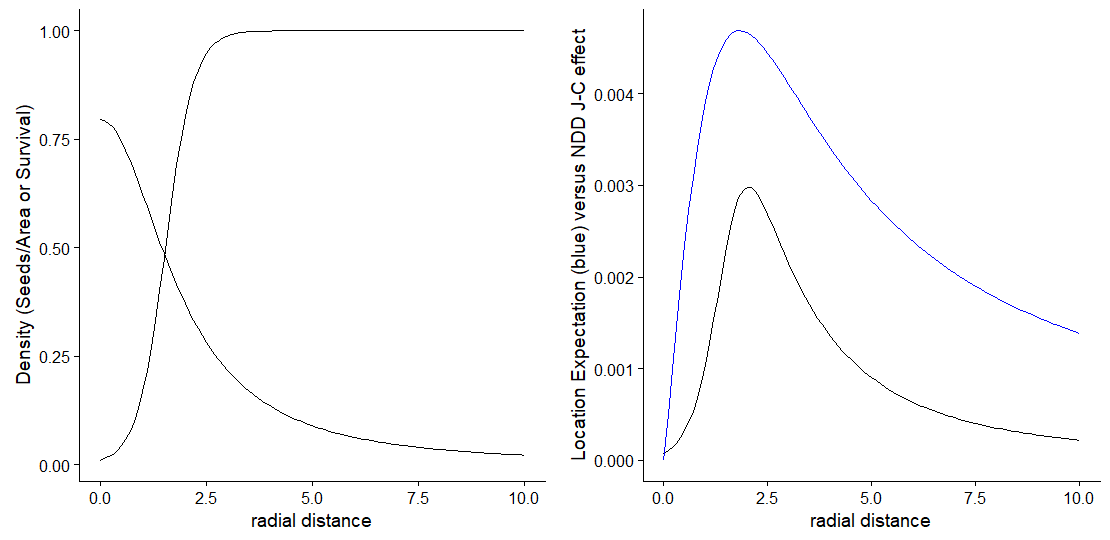 Density (Seeds/Area or Survival)
1.00
0.75
0.50
0.25
0.00
0.0 2.5 5.0 7.5 10.0
radial distance
Location Expectation (blue) versus NDD J-C effect
0.004
0.003
0.002
0.001
0.000
0.0 2.5 5.0 7.5 10.0
radial distance